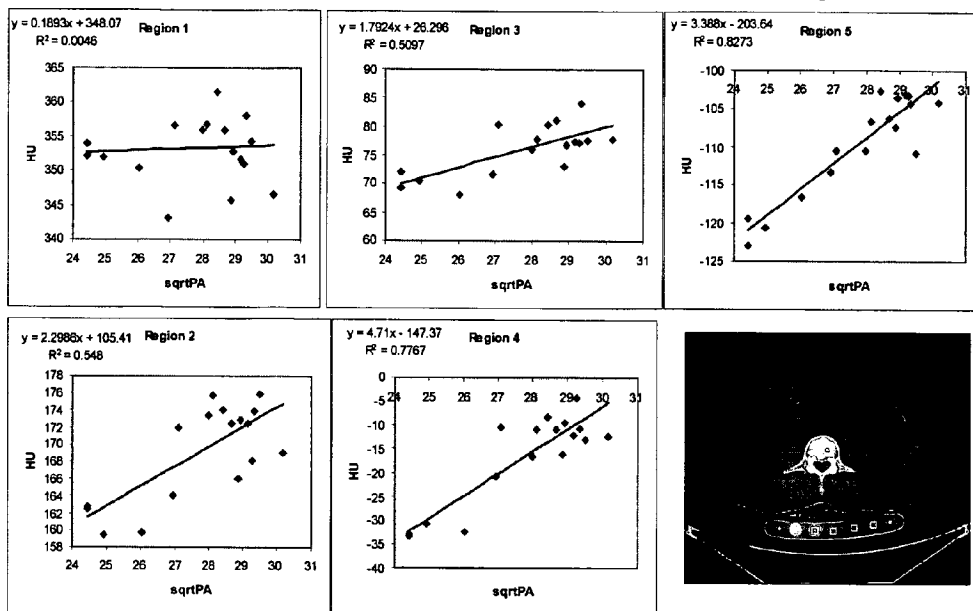 y = 0.1893x + 348.07
R² = 0.0046
Region 1
365
360
355
350
345
340
HU
24 25 26 27 28 29 30 31
sqrtPA
y = 1.7924x + 26.296
R² = 0.5097
Region 3
90
85
80
75
70
65
60
HU
24 25 26 27 28 29 30 31
sqrtPA
y = 3.388x - 203.64
R² = 0.8273
Region 5
-100
24 25 26 27 28 29 30 31
-105
-110
-115
-120
-125
HU
sqrtPA
y = 2.2988x + 105.41
R² = 0.548
Region 2
178
176
174
172
170
168
166
164
162
160
158
HU
24 25 26 27 28 29 30 31
sqrtPA
y = 4.71x - 147.37
R² = 0.7767
Region 4
0
24 25 26 27 28 29 30 31
-5
-10
-15
-20
-25
-30
-35
-40
HU
sqrtPA